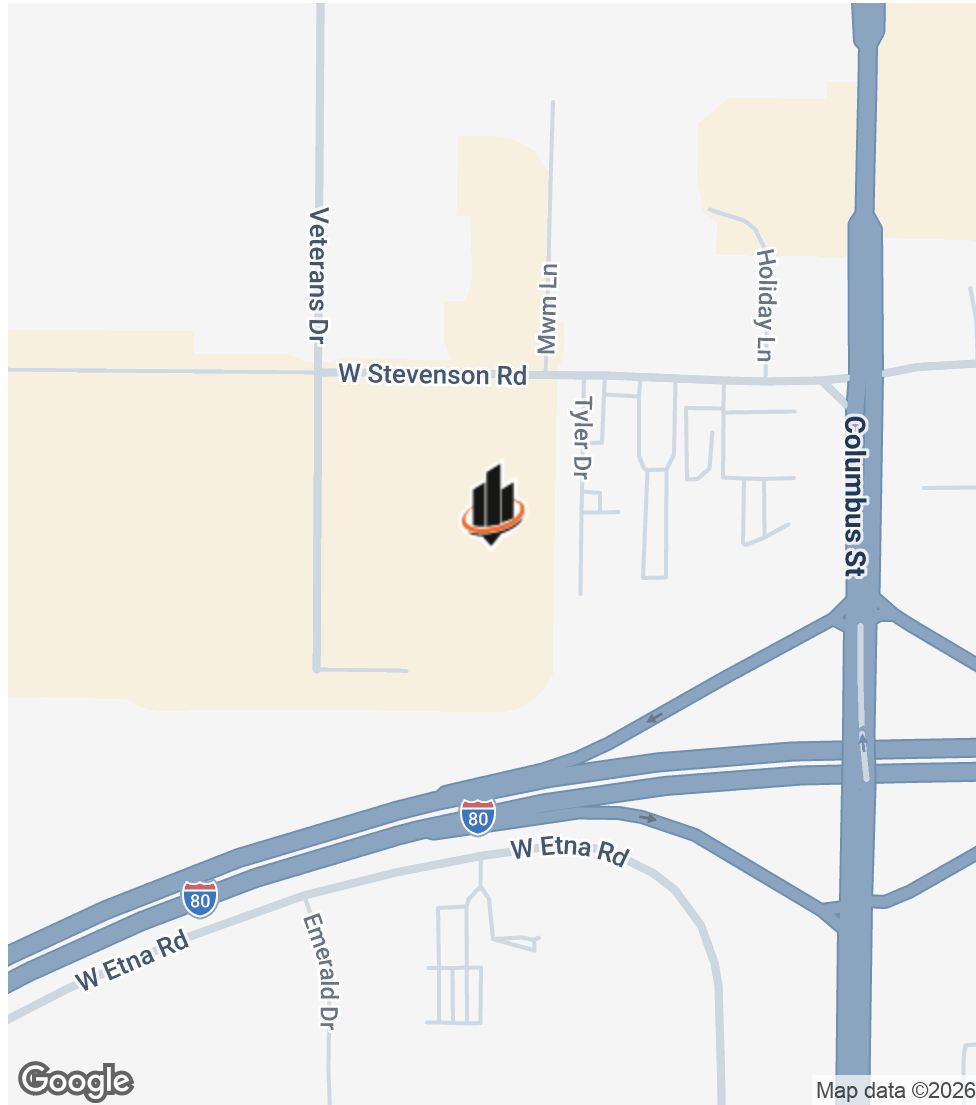 Veterans Dr
Mwm Ln
Holiday Ln
W Stevenson Rd
Tyler Dr
Columbus St
80
W Etna Rd
80
W Etna Rd
Emerald Dr
Google
Map data ©2026